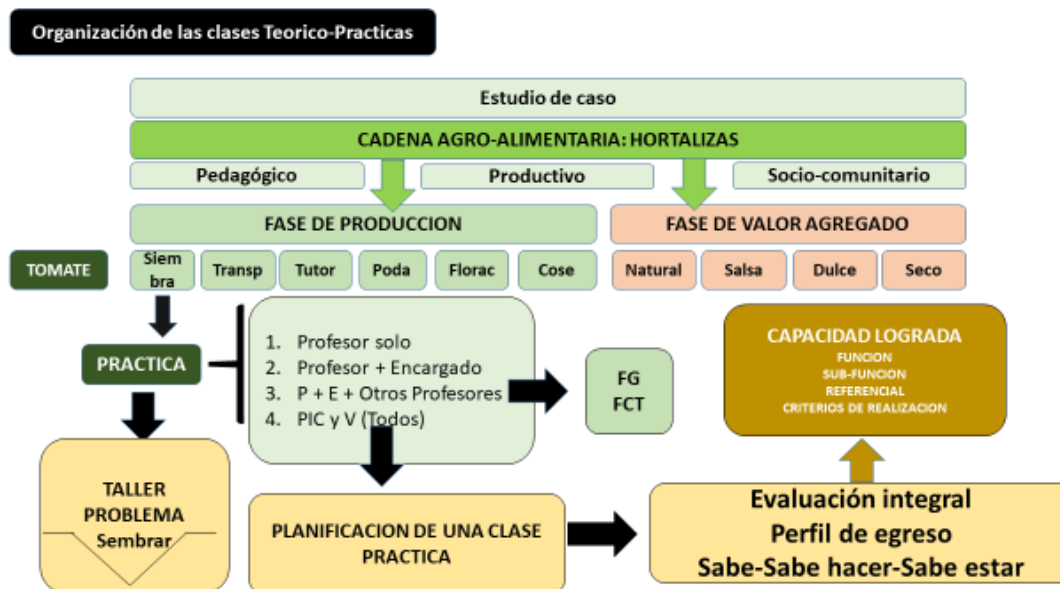 Organización de las clases Teorico-Practicas
Estudio de caso
CADENA AGRO-ALIMENTARIA: HORTALIZAS
Pedagógico
Productivo
Socio-comunitario
FASE DE PRODUCCION
FASE DE VALOR AGREGADO
TOMATE
Siem
bra
Transp
Tutor
Poda
Florac
Cose
Natural
Salsa
Dulce
Seco
PRACTICA
1. Profesor solo
2. Profesor + Encargado
3. P + E + Otros Profesores
4. PIC y V (Todos)
FG
FCT
CAPACIDAD LOGRADA
FUNCION
SUB-FUNCION
REFERENCIAL
CRITERIOS DE REALIZACION
TALLER
PROBLEMA
Sembrar
PLANIFICACION DE UNA CLASE
PRACTICA
Evaluación integral
Perfil de egreso
Sabe-Sabe hacer-Sabe estar